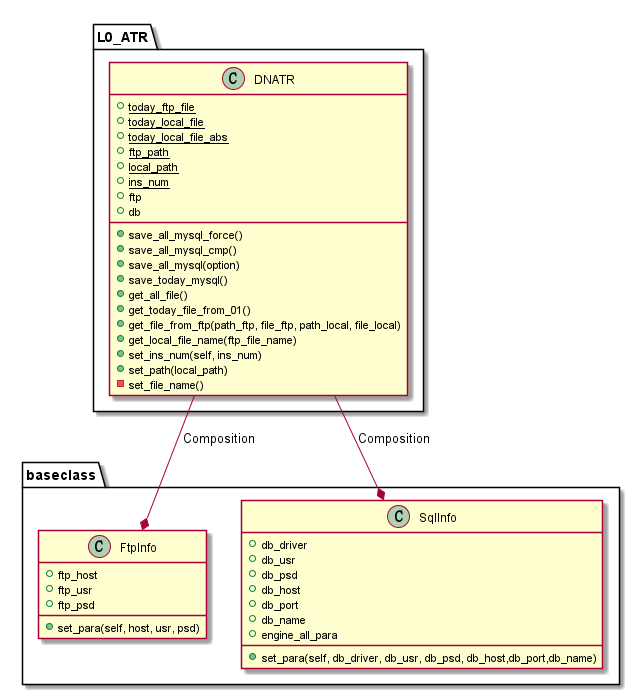 L0_ATR
C DNATR
today_ftp_file
today_local_file
today_local_file_abs
ftp_path
local_path
ins_num
ftp
db
save_all_mysql_force()
save_all_mysql_cmp()
save_all_mysql(option)
save_today_mysql()
get_all_file()
get_today_file_from_01()
get_file_from_ftp(path_ftp, file_ftp, path_local, file_local)
get_local_file_name(ftp_file_name)
set_ins_num(self, ins_num)
set_path(local_path)
set_file_name()
Composition
Composition
baseclass
C FtpInfo
ftp_host
ftp_usr
ftp_psd
set_para(self, host, usr, psd)
C SqlInfo
db_driver
db_usr
db_psd
db_host
db_port
db_name
engine_all_para
set_para(self, db_driver, db_usr, db_psd, db_host,db_port,db_name)